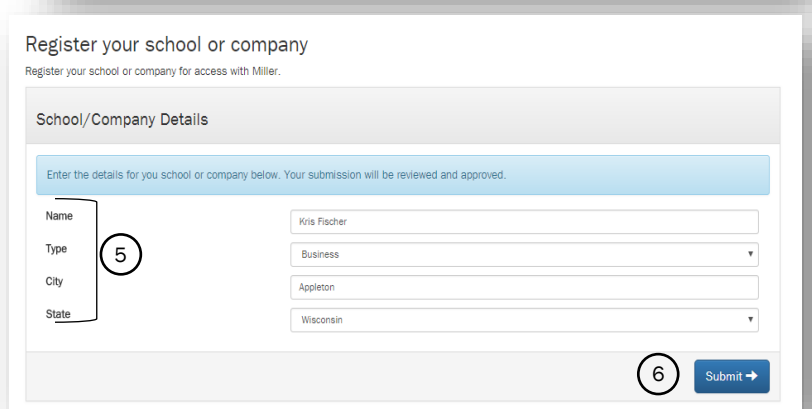 Register your school or company
Register your school or company for access with Miller.
School/Company Details
Enter the details for you school or company below. Your submission will be reviewed and approved.
Name
Kris Fischer
Type
5
Business
City
Appleton
State
Wisconsin
6
Submit →